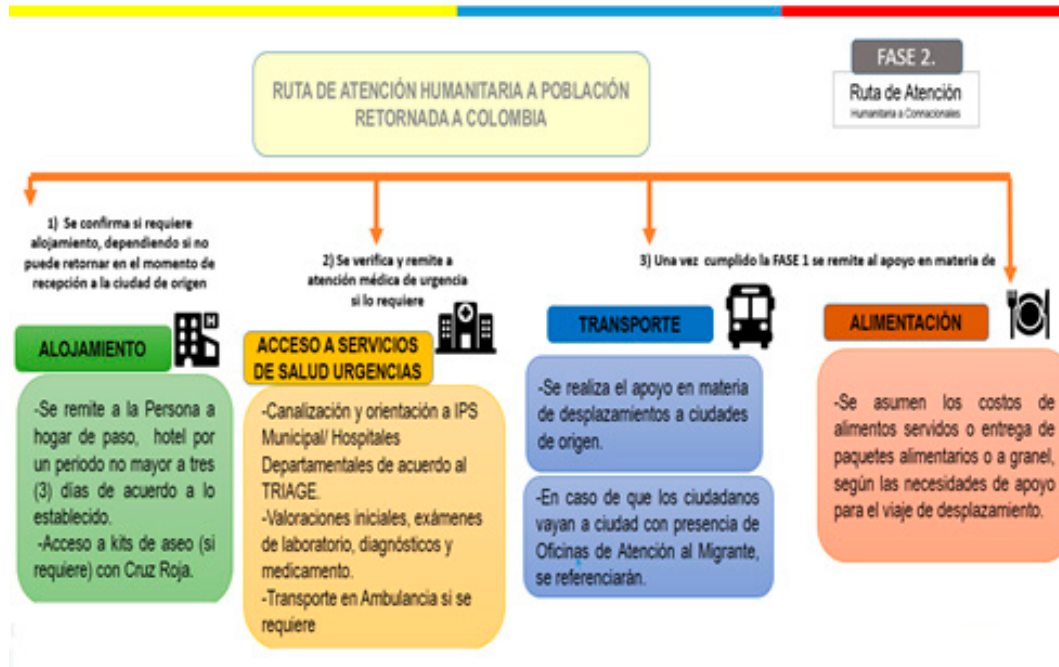 RUTA DE ATENCIÓN HUMANITARIA A POBLACIÓN
RETORNADA A COLOMBIA
FASE 2.
Ruta de Atención
Humanitaria a Connacionales
1) Se confirma si requiere
alojamiento, dependiendo si no
puede retornar en el momento de
recepción a la ciudad de origen
2) Se verifica y remite a
atención médica de urgencia
si lo requiere
3) Una vez cumplido la FASE 1 se remite al apoyo en materia de
ALOJAMIENTO
H
-Se remite a la Persona a
hogar de paso, hotel por
un periodo no mayor a tres
(3) días de acuerdo a lo
establecido.
-Acceso a kits de aseo (si
requiere) con Cruz Roja.
ACCESO A SERVICIOS
DE SALUD URGENCIAS
-Canalización y orientación a IPS
Municipal/ Hospitales
Departamentales de acuerdo al
TRIAGE.
-Valoraciones iniciales, exámenes
de laboratorio, diagnósticos y
medicamento.
-Transporte en Ambulancia si se
requiere
TRANSPORTE
-Se realiza el apoyo en materia
de desplazamientos a ciudades
de origen.
-En caso de que los ciudadanos
vayan a ciudad con presencia de
Oficinas de Atención al Migrante,
se referenciarán.
ALIMENTACIÓN
-Se asumen los costos de
alimentos servidos o entrega de
paquetes alimentarios o a granel,
según las necesidades de apoyo
para el viaje de desplazamiento.